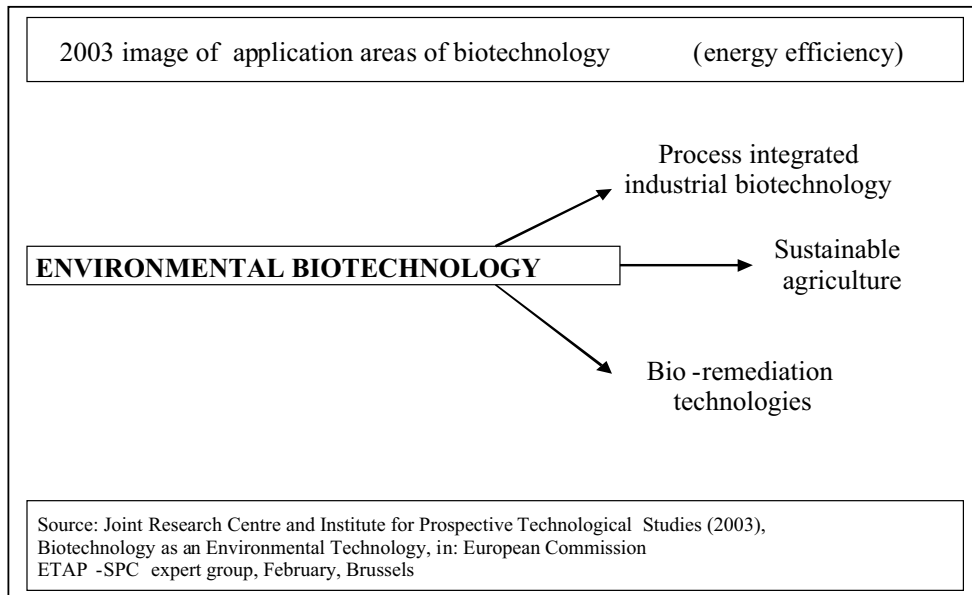 2003 image of application areas of biotechnology (energy efficiency)
Process integrated
industrial biotechnology
ENVIRONMENTAL BIOTECHNOLOGY
Sustainable
agriculture
Bio -remediation
technologies
Source: Joint Research Centre and Institute for Prospective Technological Studies (2003),
Biotechnology as an Environmental Technology, in: European Commission
ETAP -SPC expert group, February, Brussels